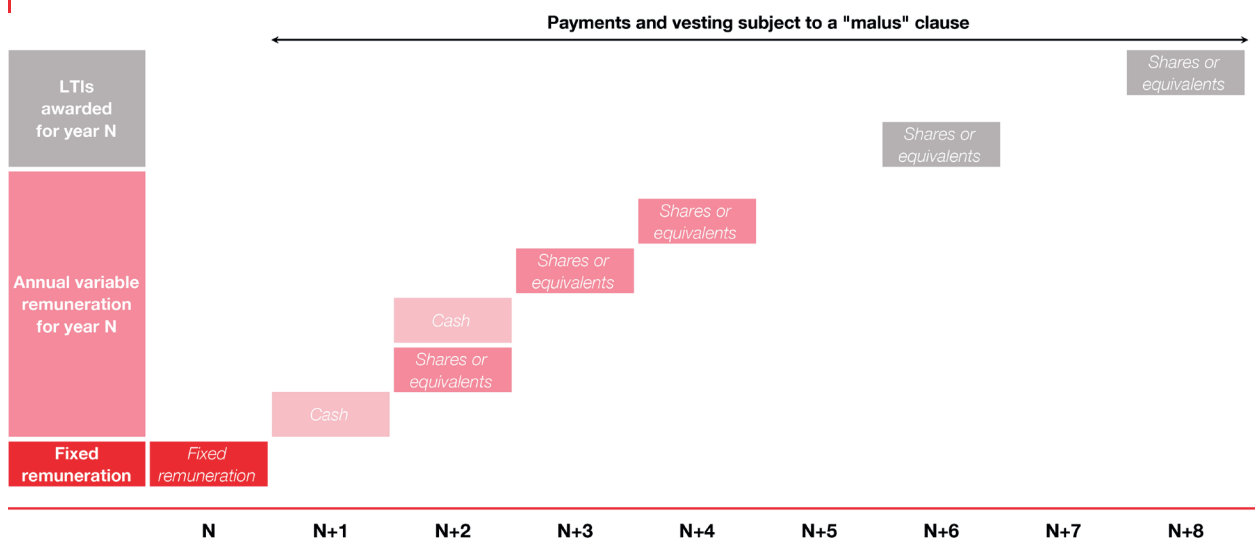 Payments and vesting subject to a "malus" clause
LTIs
awarded
for year N
Shares or
equivalents
Shares or
equivalents
Annual variable
remuneration
for year N
Shares or
equivalents
Shares or
equivalents
Cash
Shares or
equivalents
Cash
Fixed
remuneration
Fixed
remuneration
N N+1 N+2 N+3 N+4 N+5 N+6 N+7 N+8